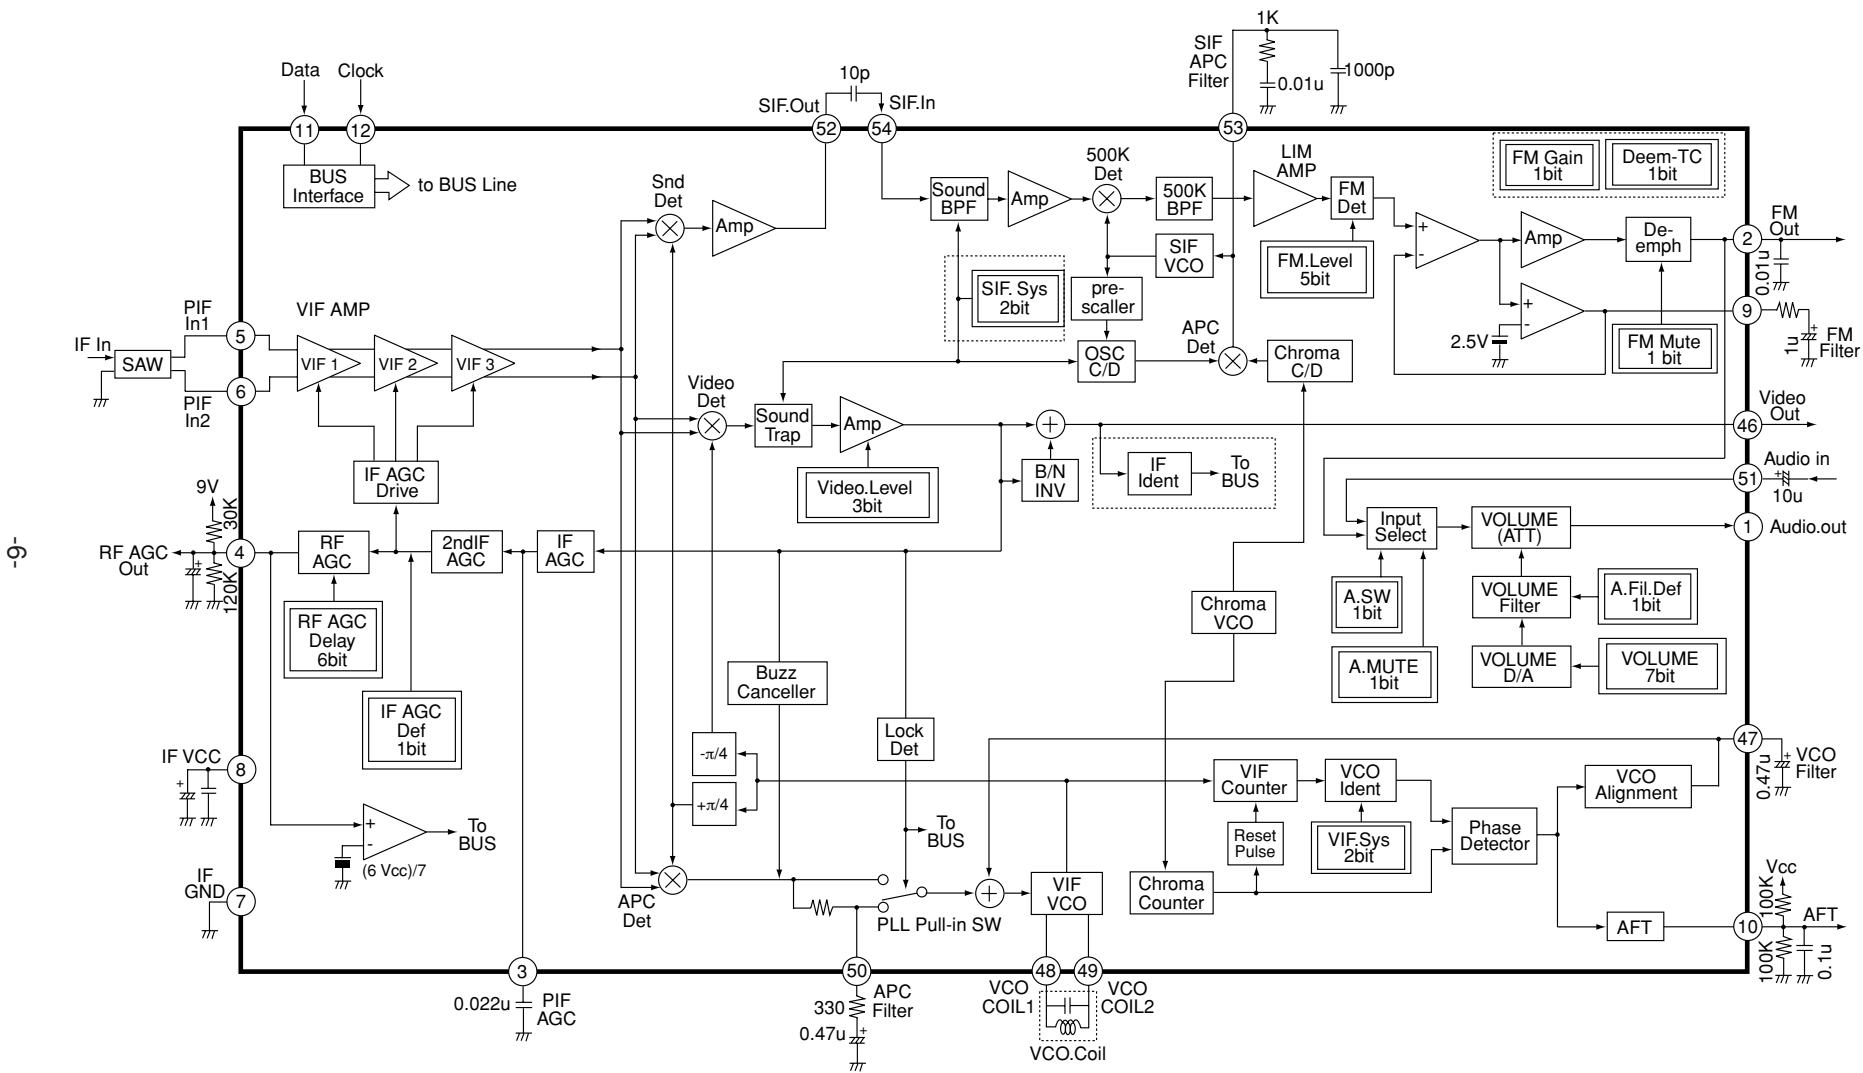 1K
SIF
APC
Filter
0.01u
1000p
Data
Clock
10p
SIF.Out
SIF.In
11
12
52
54
53
BUS
Interface
to BUS Line
Snd
Det
Amp
Sound
BPF
Amp
500K
Det
500K
BPF
LIM
AMP
FM
Det
FM Gain
1bit
Deem-TC
1bit
SIF
VCO
FM.Level
5bit
+
-
Amp
De-
emph
2
FM
Out
0.01u
SIF. Sys
2bit
pre-
scaller
OSC
C/D
APC
Det
Chroma
C/D
2.5V
+
-
FM Mute
1 bit
9
+
1u
FM
Filter
IF In
SAW
PIF
In1
5
6
PIF
In2
VIF AMP
VIF 1
VIF 2
VIF 3
Video
Det
Sound
Trap
Amp
+
Video.Level
3bit
B/N
INV
IF
Ident
To
BUS
46
Video
Out
51
Audio in
+
10u
IF AGC
Drive
9V
30K
RF AGC
Out
+
120K
4
RF
AGC
2ndIF
AGC
IF
AGC
Input
Select
VOLUME
(ATT)
1
Audio.out
RF AGC
Delay
6bit
IF AGC
Def
1bit
Chroma
VCO
A.SW
1bit
VOLUME
Filter
A.Fil.Def
1bit
A.MUTE
1bit
VOLUME
D/A
VOLUME
7bit
Buzz
Canceller
Lock
Det
-π/4
+π/4
IF VCC
+
8
VIF
Counter
VCO
Ident
VCO
Alignment
47
+
0.47u
VCO
Filter
+
-
(6 Vcc)/7
To
BUS
To
BUS
Reset
Pulse
VIF.Sys
2bit
Phase
Detector
IF
GND
7
APC
Det
PLL Pull-in SW
+
VIF
VCO
Chroma
Counter
AFT
10
Vcc
100K
100K
AFT
0.1u
3
0.022u
PIF
AGC
50
APC
Filter
330
0.47u
+
48
49
VCO
COIL1
VCO
COIL2
VCO.Coil
-9-